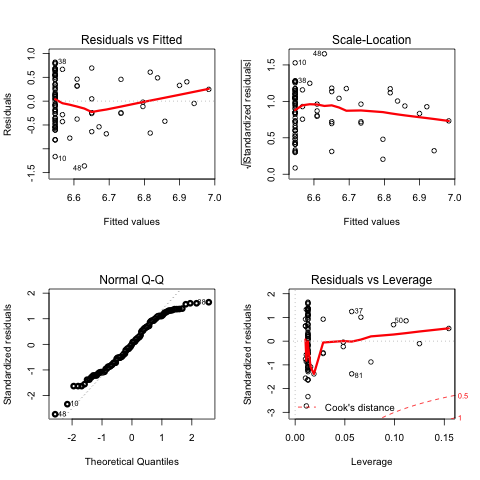 Residuals vs Fitted
Residuals
1.0
0.5
0.0
-0.5
-1.5
38
10
48
6.6 6.7 6.8 6.9 7.0
Fitted values
Scale-Location
√|Standardized residuals|
1.5
1.0
0.5
0.0
48
10
38
6.6 6.7 6.8 6.9 7.0
Fitted values
Normal Q-Q
Standardized residuals
2
1
0
-1
-2
38
10
48
-2 -1 0 1 2
Theoretical Quantiles
Residuals vs Leverage
Standardized residuals
2
1
0
-1
-2
-3
37
50
81
Cook's distance
0.5
1
0.00 0.05 0.10 0.15
Leverage